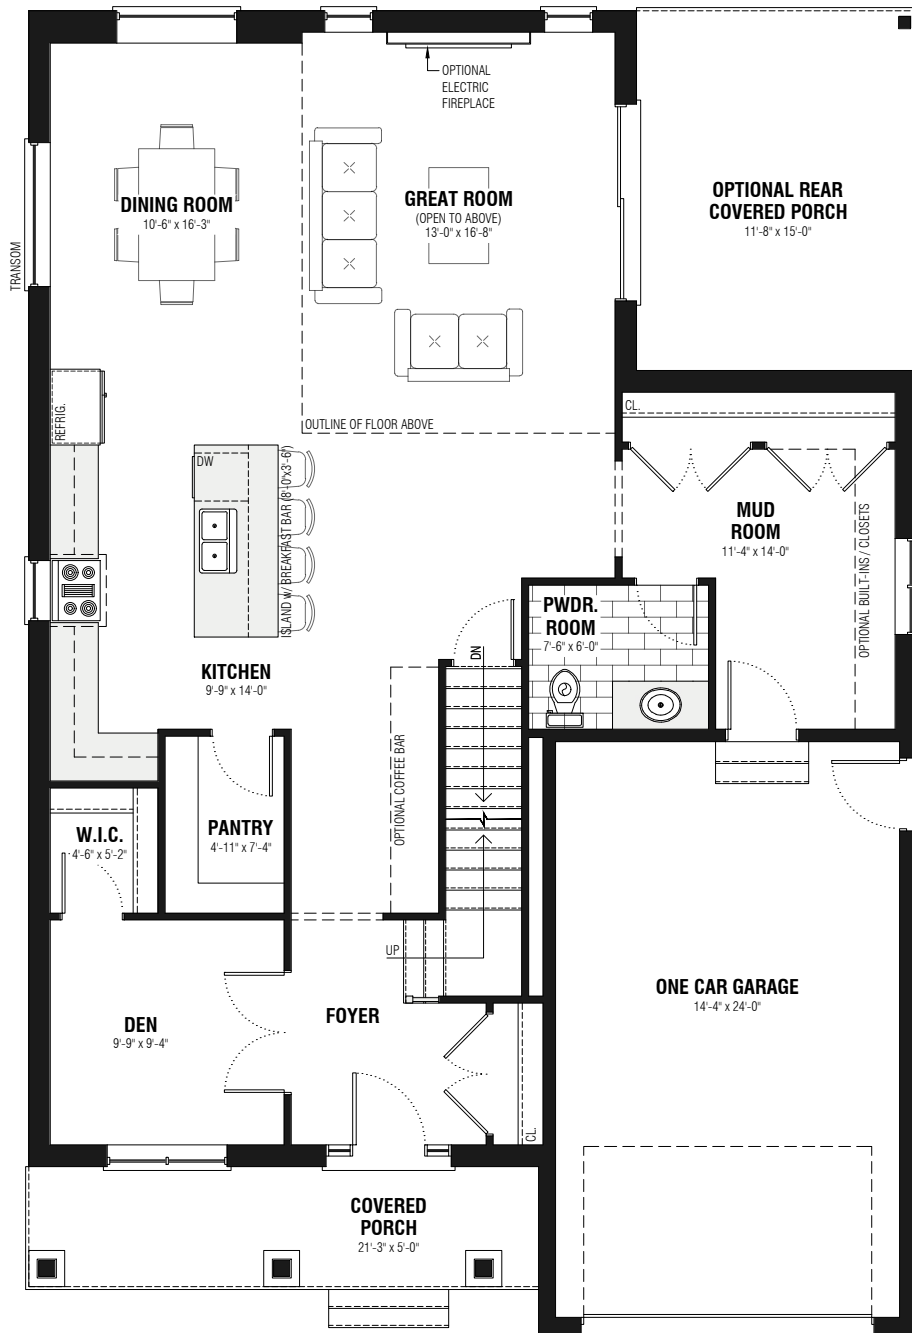 OPTIONAL
ELECTRIC
FIREPLACE
DINING ROOM
10'-6" x 16'-3"
GREAT ROOM
(OPEN TO ABOVE)
13'-0" x 16'-8"
OPTIONAL REAR
COVERED PORCH
11'-8" x 15'-0"
TRANSOM
REFRIG.
OUTLINE OF FLOOR ABOVE
CL.
DW
ISLAND w/ BREAKFAST BAR (8'-0"x3'-6")
MUD
ROOM
11'-4" x 14'-0"
OPTIONAL BUILT-INS / CLOSETS
PWDR.
ROOM
7'-6" x 6'-0"
DN
KITCHEN
9'-9" x 14'-0"
OPTIONAL COFFEE BAR
W.I.C.
4'-6" x 5'-2"
PANTRY
4'-11" x 7'-4"
UP
ONE CAR GARAGE
14'-4" x 24'-0"
DEN
9'-9" x 9'-4"
FOYER
CL.
COVERED
PORCH
21'-3" x 5'-0"